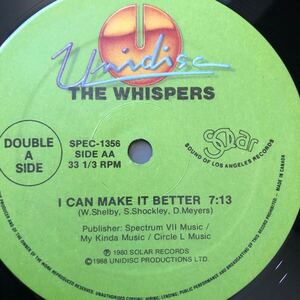 Unidisc
THE WHISPERS
DOUBLE
A
SIDE
SPEC-1356
SIDE AA
33 1/3 RPM
Solar
SOUND OF LOS ANGELES RECORDS
I CAN MAKE IT BETTER 7:13
(W.Shelby, S.Shockley, D.Meyers)
Publisher: Spectrum VII Music /
My Kinda Music / Circle L Music
Ⓟ 1980 SOLAR RECORDS
Ⓒ 1988 UNIDISC PRODUCTIONS LTD.
MADE IN CANADA